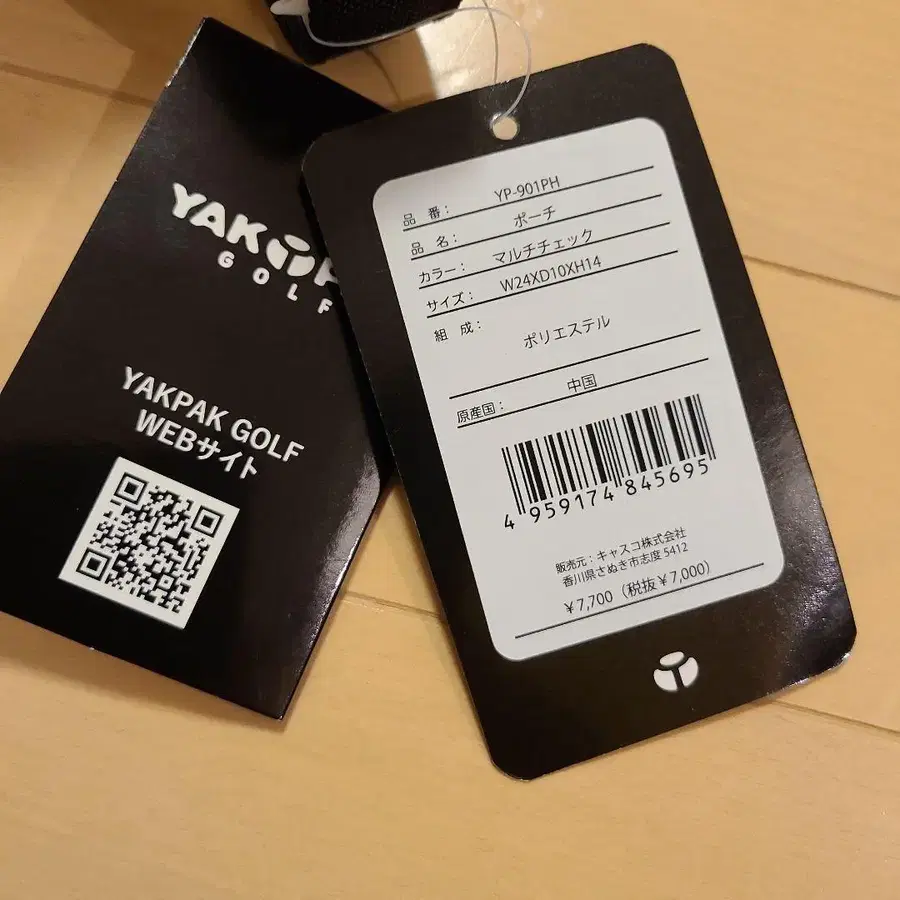 YAKPAK
GOLF
YAKPAK GOLF
WEBサイト
品 番: YP-901PH
品 名: ポーチ
カラー: マルチチェック
サイズ: W24XD10XH14
組 成:
ポリエステル
原産国: 中国
4 959174 845695
販売元:キャスコ株式会社
香川県さぬき市志度5412
¥7,700(税抜¥7,000)